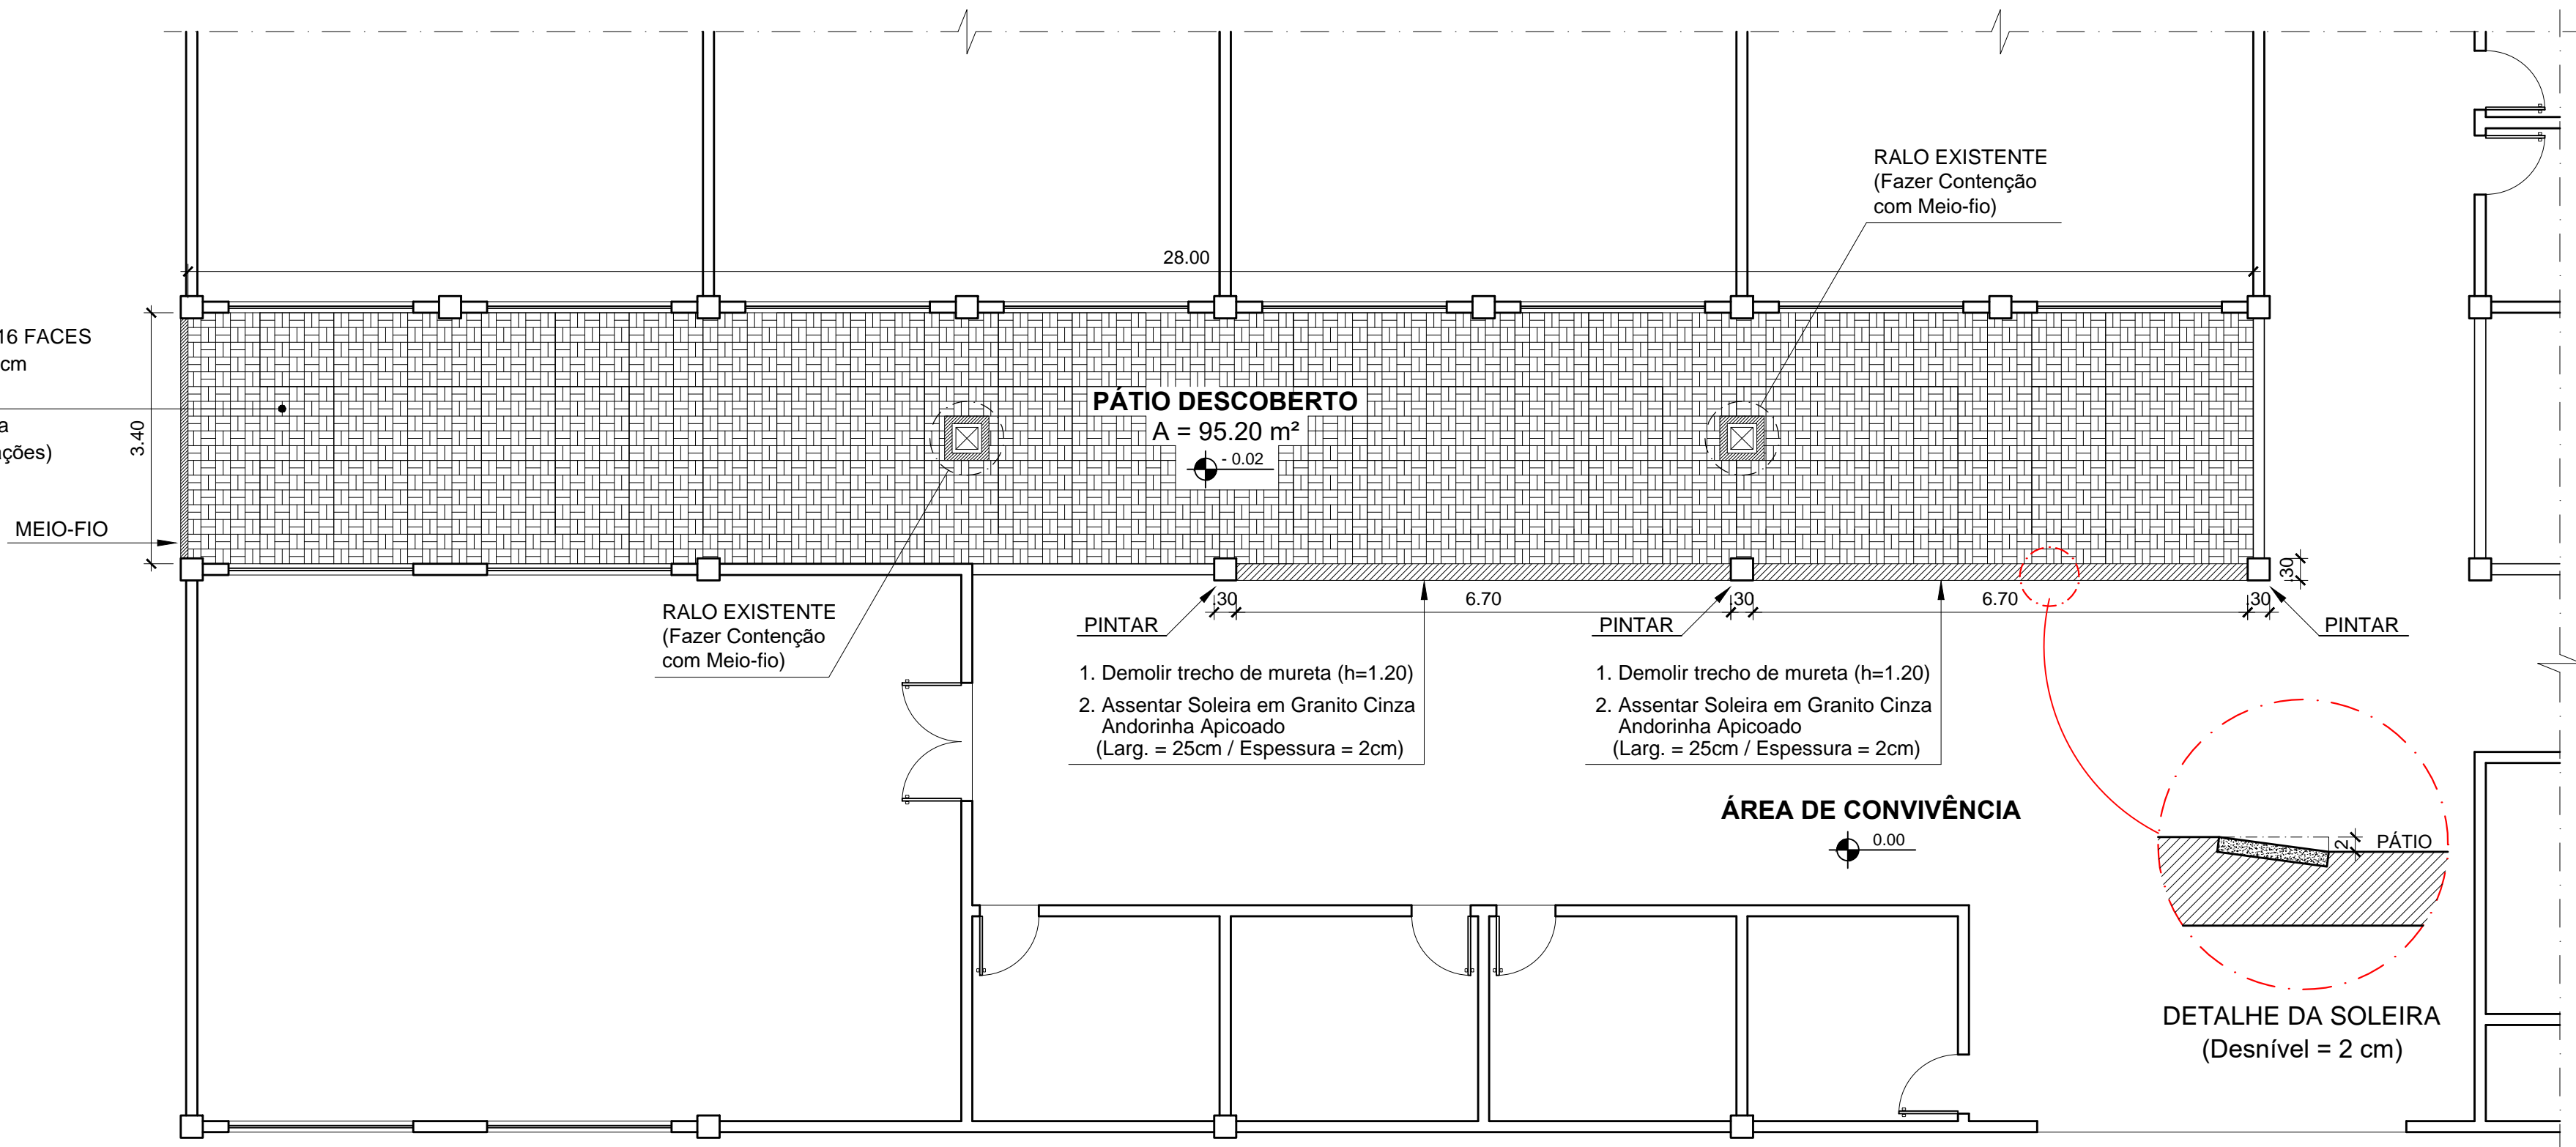 RALO EXISTENTE
(Fazer Contenção
com Meio-fio)
28.00
16 FACES
cm
a
ações)
3.40
MEIO-FIO
PÁTIO DESCOBERTO
A = 95.20 m²
- 0.02
RALO EXISTENTE
(Fazer Contenção
com Meio-fio)
.30
6.70
.30
6.70
.30
.30
PINTAR
PINTAR
PINTAR
1. Demolir trecho de mureta (h=1.20)
2. Assentar Soleira em Granito Cinza
Andorinha Apicoado
(Larg. = 25cm / Espessura = 2cm)
1. Demolir trecho de mureta (h=1.20)
2. Assentar Soleira em Granito Cinza
Andorinha Apicoado
(Larg. = 25cm / Espessura = 2cm)
ÁREA DE CONVIVÊNCIA
0.00
2
PÁTIO
DETALHE DA SOLEIRA
(Desnível = 2 cm)